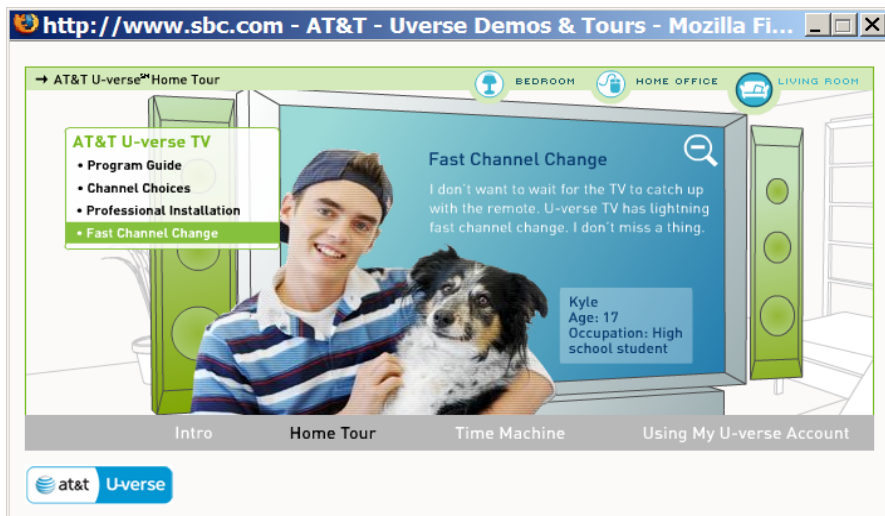 http://www.sbc.com - AT&T - Uverse Demos & Tours - Mozilla Fi...
→ AT&T U-verse℠ Home Tour
BEDROOM
HOME OFFICE
LIVING ROOM
AT&T U-verse TV
• Program Guide
• Channel Choices
• Professional Installation
• Fast Channel Change
Fast Channel Change
I don't want to wait for the TV to catch up
with the remote. U-verse TV has lightning
fast channel change. I don't miss a thing.
Kyle
Age: 17
Occupation: High
school student
Intro
Home Tour
Time Machine
Using My U-verse Account
at&t U-verse